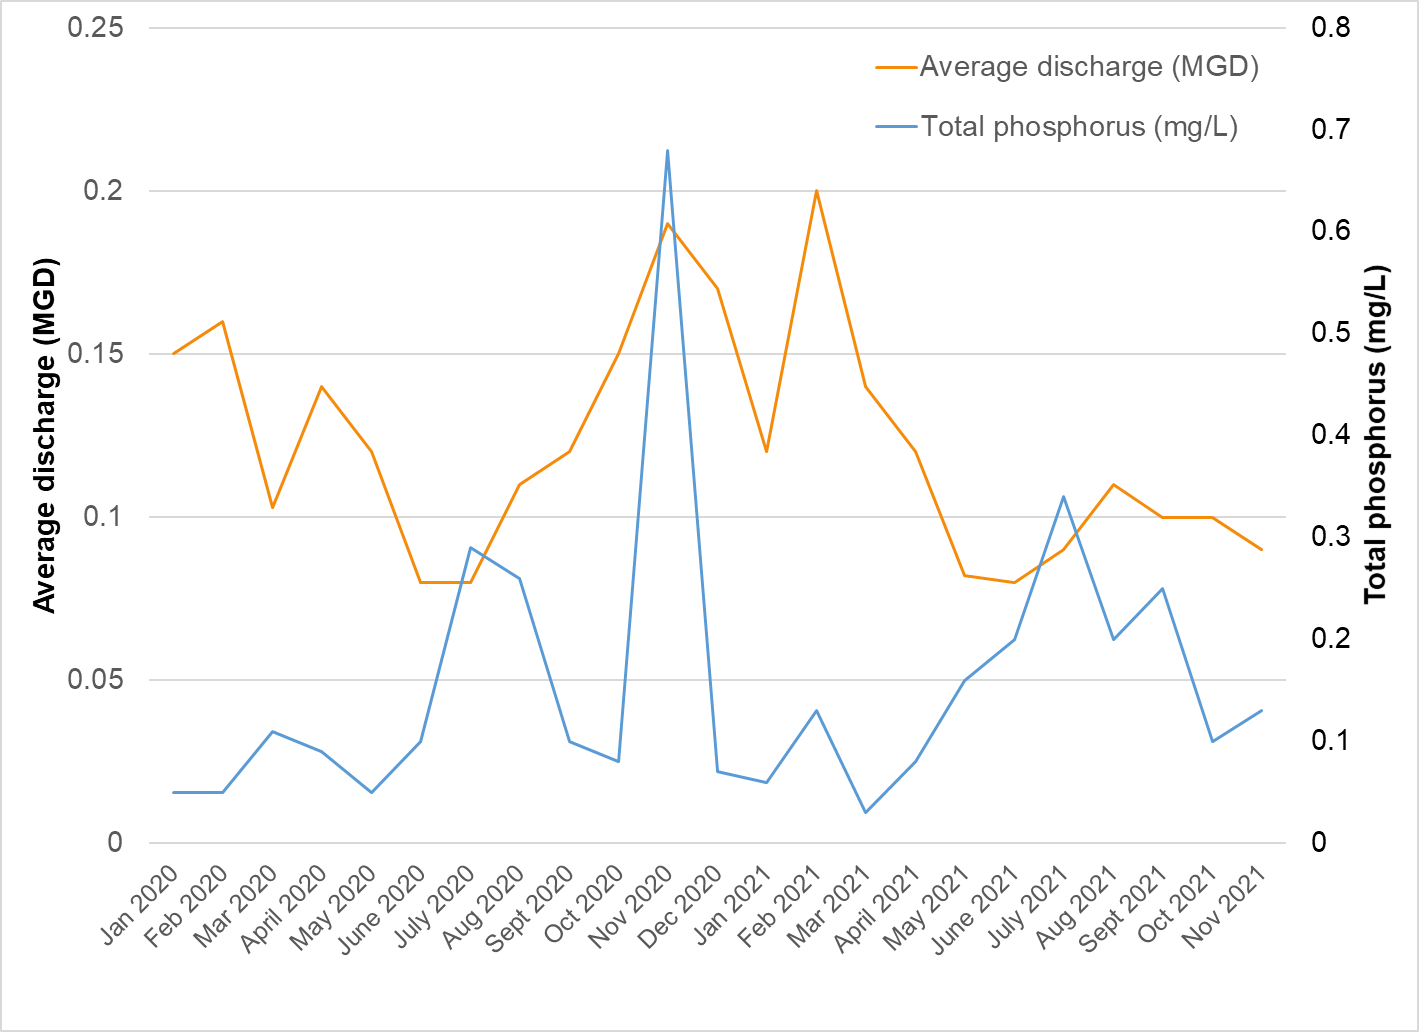 0.25
0.2
0.15
0.1
0.05
0
Average discharge (MGD)
Average discharge (MGD)
Total phosphorus (mg/L)
0.8
0.7
0.6
0.5
0.4
0.3
0.2
0.1
0
Total phosphorus (mg/L)
Jan 2020
Feb 2020
Mar 2020
April 2020
May 2020
June 2020
July 2020
Aug 2020
Sept 2020
Oct 2020
Nov 2020
Dec 2020
Jan 2021
Feb 2021
Mar 2021
April 2021
May 2021
June 2021
July 2021
Aug 2021
Sept 2021
Oct 2021
Nov 2021